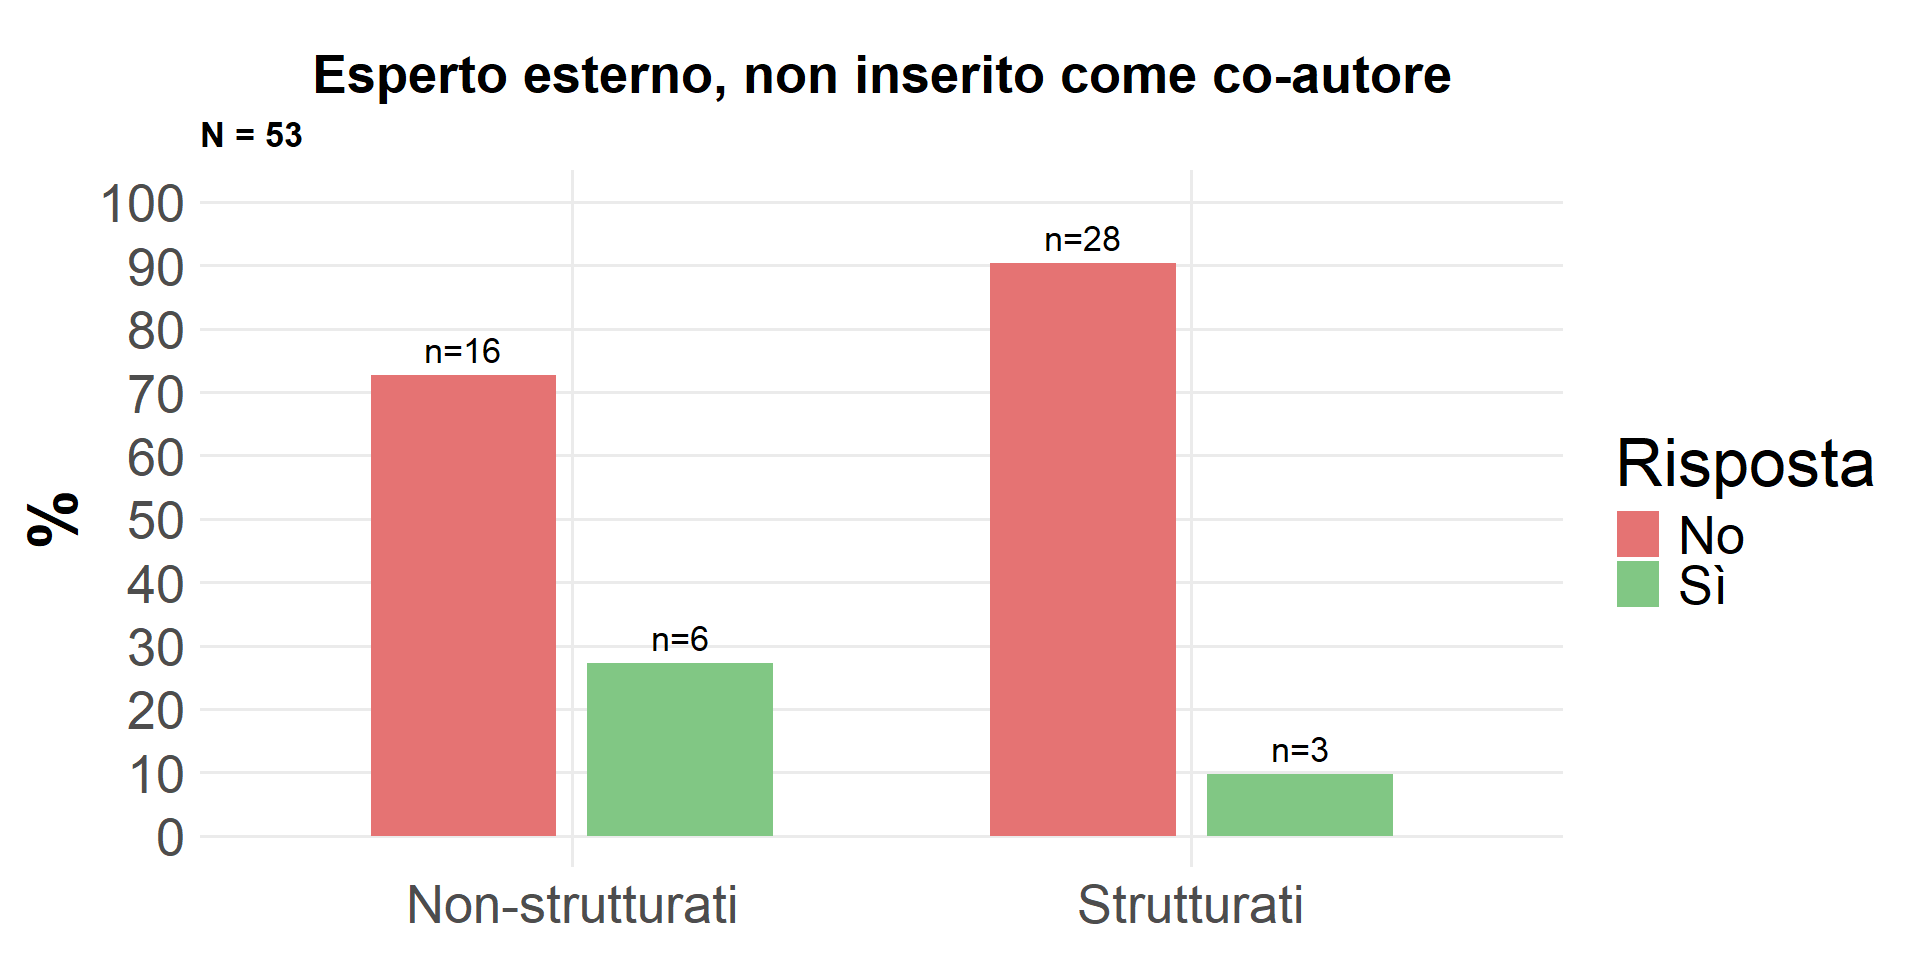 Esperto esterno, non inserito come co-autore
N = 53
%
100
90
80
70
60
50
40
30
20
10
0
n=16
n=6
n=28
n=3
Non-strutturati
Strutturati
Risposta
No
Sì